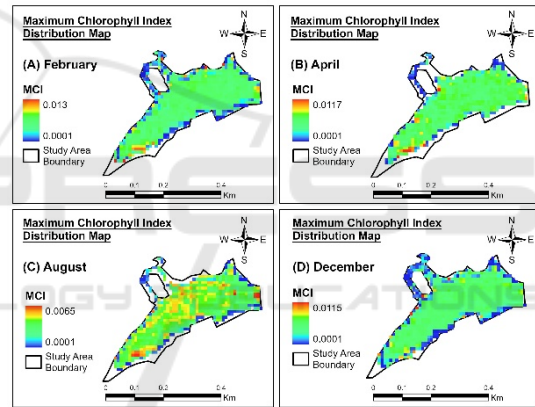 Maximum Chlorophyll Index
Distribution Map
N
W E
S
(A) February
MCI
0.013
0.0001
Study Area
Boundary
0 0.1 0.2 0.4
Km
Maximum Chlorophyll Index
Distribution Map
N
W E
S
(B) April
MCI
0.0117
0.0001
Study Area
Boundary
0 0.1 0.2 0.4
Km
Maximum Chlorophyll Index
Distribution Map
N
W E
S
(C) August
MCI
0.0065
0.0001
Study Area
Boundary
0 0.1 0.2 0.4
Km
Maximum Chlorophyll Index
Distribution Map
N
W E
S
(D) December
MCI
0.0115
0.0001
Study Area
Boundary
0 0.1 0.2 0.4
Km